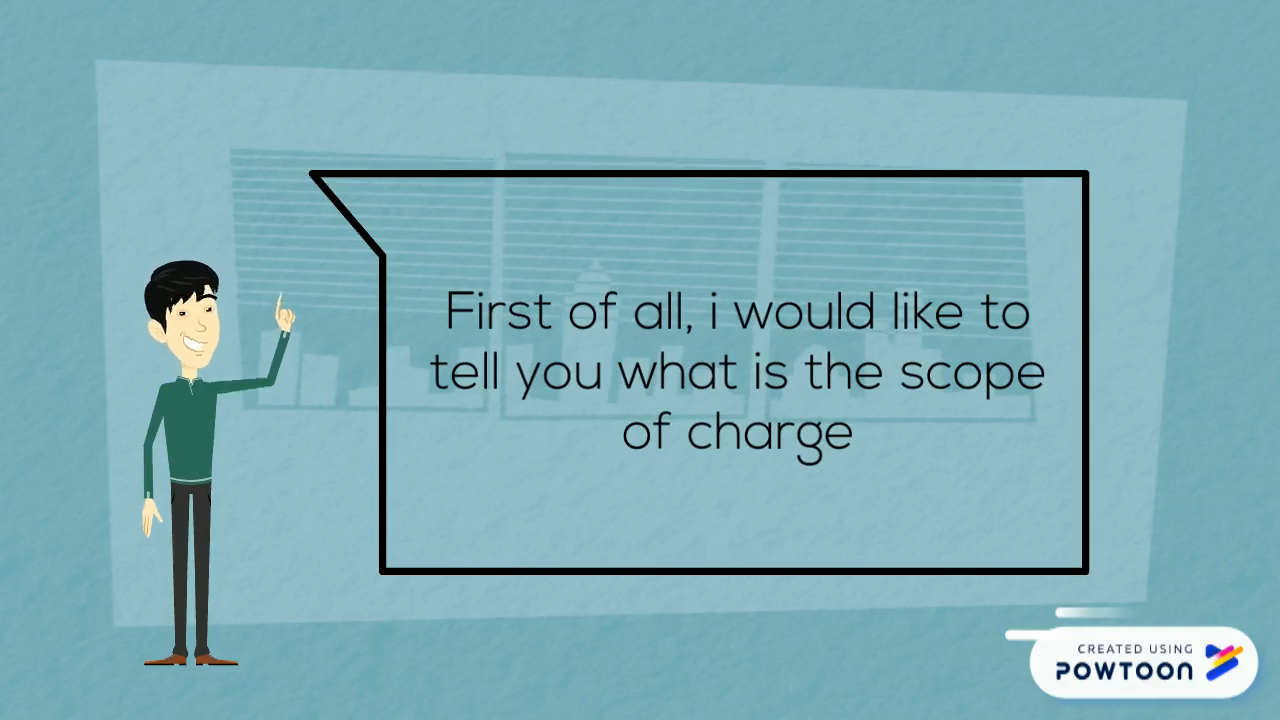 First of all, i would like to
tell you what is the scope
of charge
CREATED USING
POWTOON